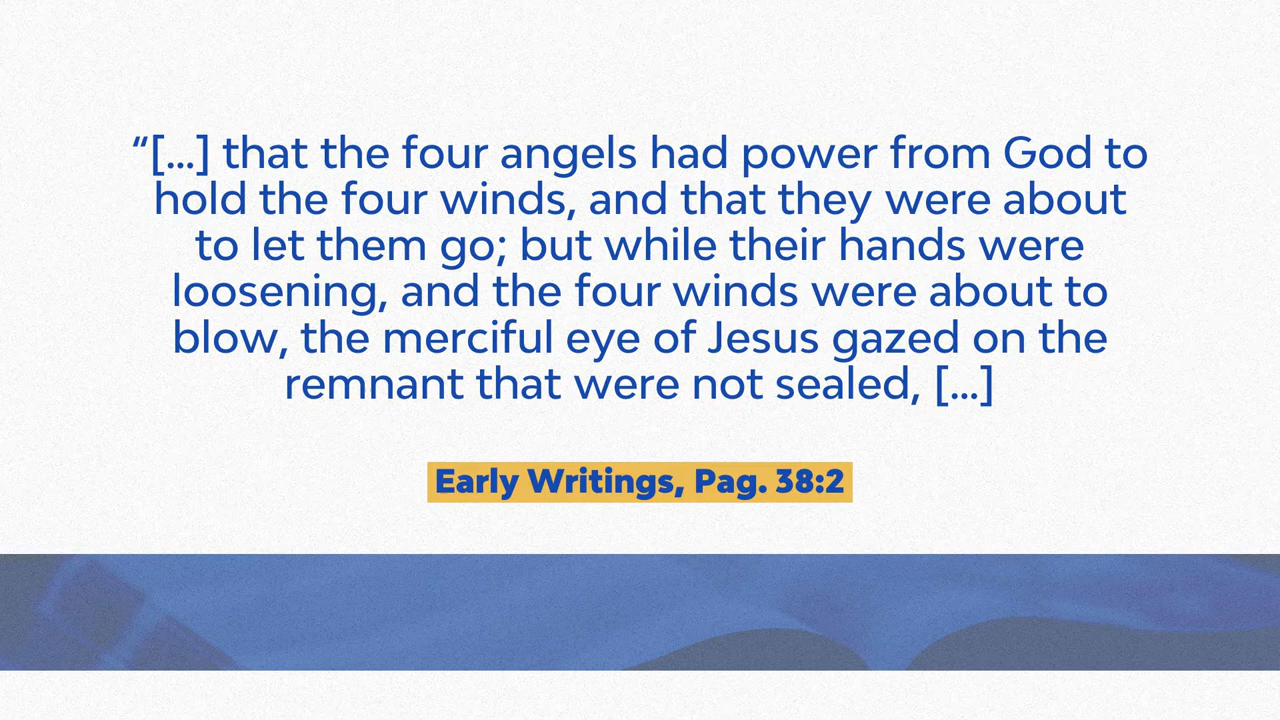 “[...] that the four angels had power from God to
hold the four winds, and that they were about
to let them go; but while their hands were
loosening, and the four winds were about to
blow, the merciful eye of Jesus gazed on the
remnant that were not sealed, [...]
Early Writings, Pag. 38:2